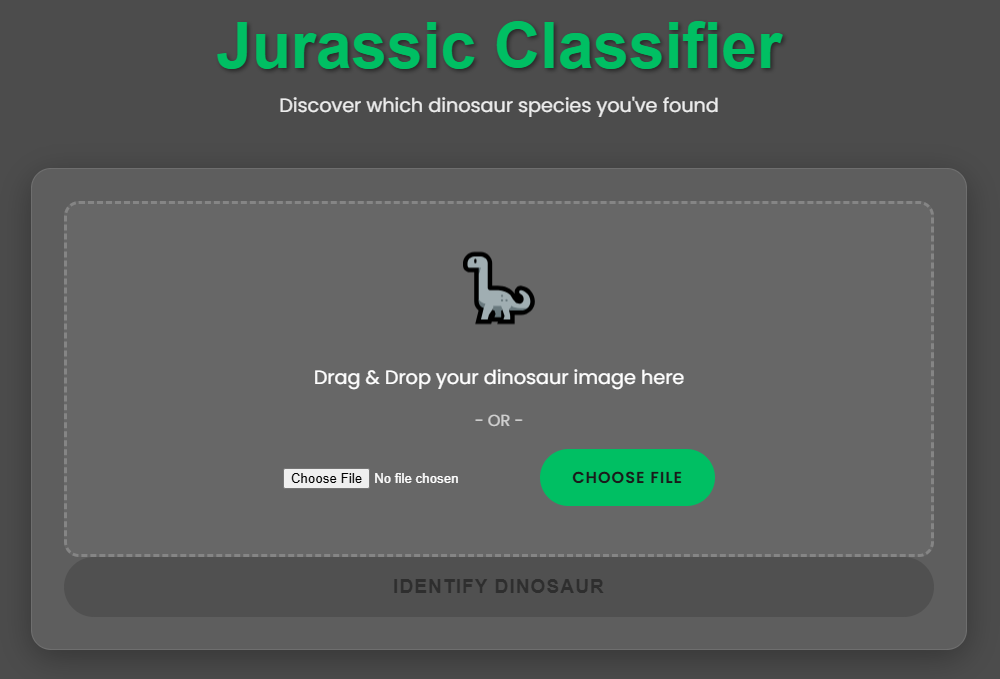 Jurassic Classifier
Discover which dinosaur species you've found
Drag & Drop your dinosaur image here
- OR -
Choose File No file chosen CHOOSE FILE
IDENTIFY DINOSAUR